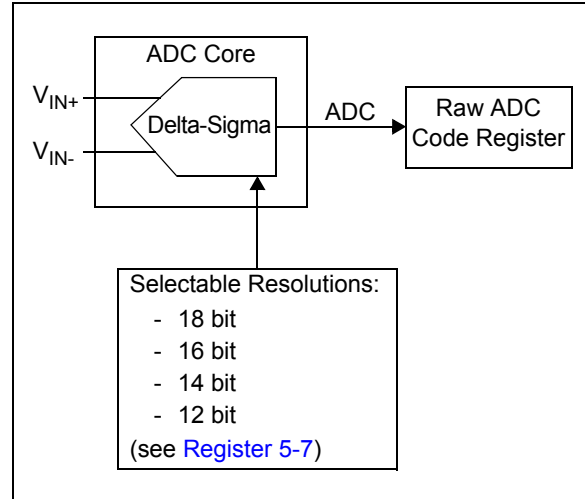 ADC Core
VIN+
VIN-
Delta-Sigma
ADC
Raw ADC
Code Register
Selectable Resolutions:
- 18 bit
- 16 bit
- 14 bit
- 12 bit
(see Register 5-7)